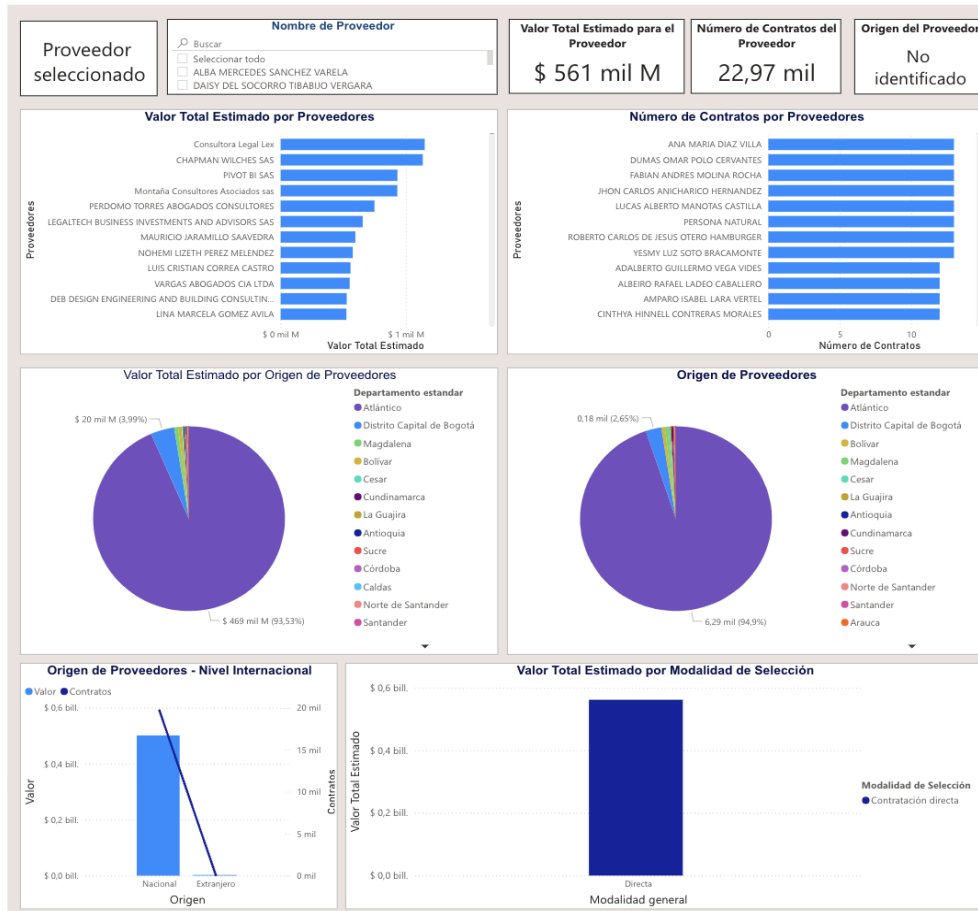 Proveedor
seleccionado
Nombre de Proveedor
Buscar
Seleccionar todo
ALBA MERCEDES SANCHEZ VARELA
DAISY DEL SOCORRO TIBABIJO VERGARA
Valor Total Estimado para el
Proveedor
$ 561 mil M
Número de Contratos del
Proveedor
22,97 mil
Origen del Proveedor
No
identificado
Valor Total Estimado por Proveedores
Proveedores
Consultora Legal Lex
CHAPMAN WILCHES SAS
PIVOT BI SAS
Montaña Consultores Asociados sas
PERDOMO TORRES ABOGADOS CONSULTORES
LEGALTECH BUSINESS INVESTMENTS AND ADVISORS SAS
MAURICIO JARAMILLO SAAVEDRA
NOHEMI LIZETH PEREZ MELENDEZ
LUIS CRISTIAN CORREA CASTRO
VARGAS ABOGADOS CIA LTDA
DEB DESIGN ENGINEERING AND BUILDING CONSULTIN...
LINA MARCELA GOMEZ AVILA
$ 0 mil M
$ 1 mil M
Valor Total Estimado
Número de Contratos por Proveedores
Proveedores
ANA MARIA DIAZ VILLA
DUMAS OMAR POLO CERVANTES
FABIAN ANDRES MOLINA ROCHA
JHON CARLOS ANICHARICO HERNANDEZ
LUCAS ALBERTO MANOTAS CASTILLA
PERSONA NATURAL
ROBERTO CARLOS DE JESUS OTERO HAMBURGER
YESMY LUZ SOTO BRACAMONTE
ADALBERTO GUILLERMO VEGA VIDES
ALBEIRO RAFAEL LADEO CABALLERO
AMPARO ISABEL LARA VERTEL
CINTHYA HINNELL CONTRERAS MORALES
0
5
10
Número de Contratos
Valor Total Estimado por Origen de Proveedores
$ 20 mil M (3,99%)
$ 469 mil M (93,53%)
Departamento estandar
Atlántico
Distrito Capital de Bogotá
Magdalena
Bolívar
Cesar
Cundinamarca
La Guajira
Antioquia
Sucre
Córdoba
Caldas
Norte de Santander
Santander
Origen de Proveedores
0,18 mil (2,65%)
6,29 mil (94,9%)
Departamento estandar
Atlántico
Distrito Capital de Bogotá
Bolívar
Magdalena
Cesar
La Guajira
Antioquia
Cundinamarca
Sucre
Córdoba
Norte de Santander
Santander
Arauca
Origen de Proveedores - Nivel Internacional
Valor
Contratos
$ 0,6 bill.
$ 0,4 bill.
$ 0,2 bill.
$ 0,0 bill.
Valor
20 mil
15 mil
10 mil
5 mil
0 mil
Contratos
Nacional
Extranjero
Origen
Valor Total Estimado por Modalidad de Selección
Valor Total Estimado
$ 0,6 bill.
$ 0,4 bill.
$ 0,2 bill.
$ 0,0 bill.
Directa
Modalidad general
Modalidad de Selección
Contratación directa